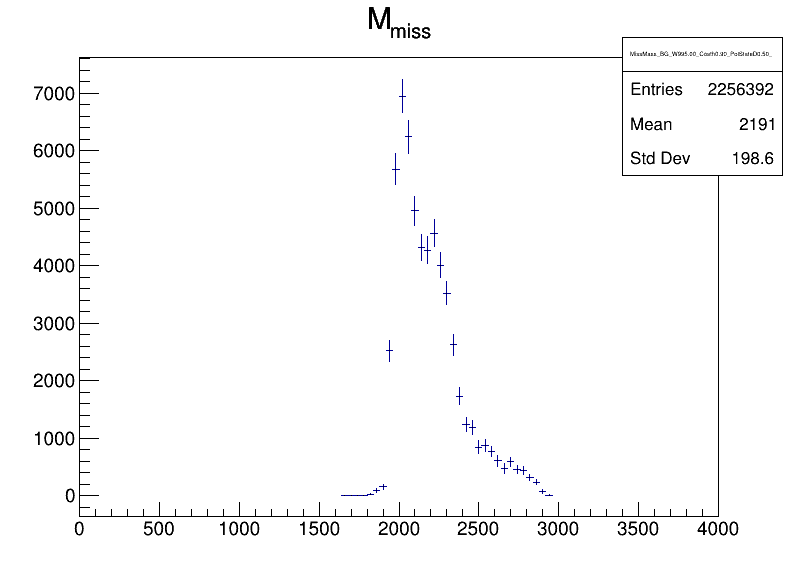 M_miss
MissMass_BG_W995.00_Costh0.90_PolStateD0.50_
Entries 2256392
Mean 2191
Std Dev 198.6
7000
6000
5000
4000
3000
2000
1000
0
0 500 1000 1500 2000 2500 3000 3500 4000